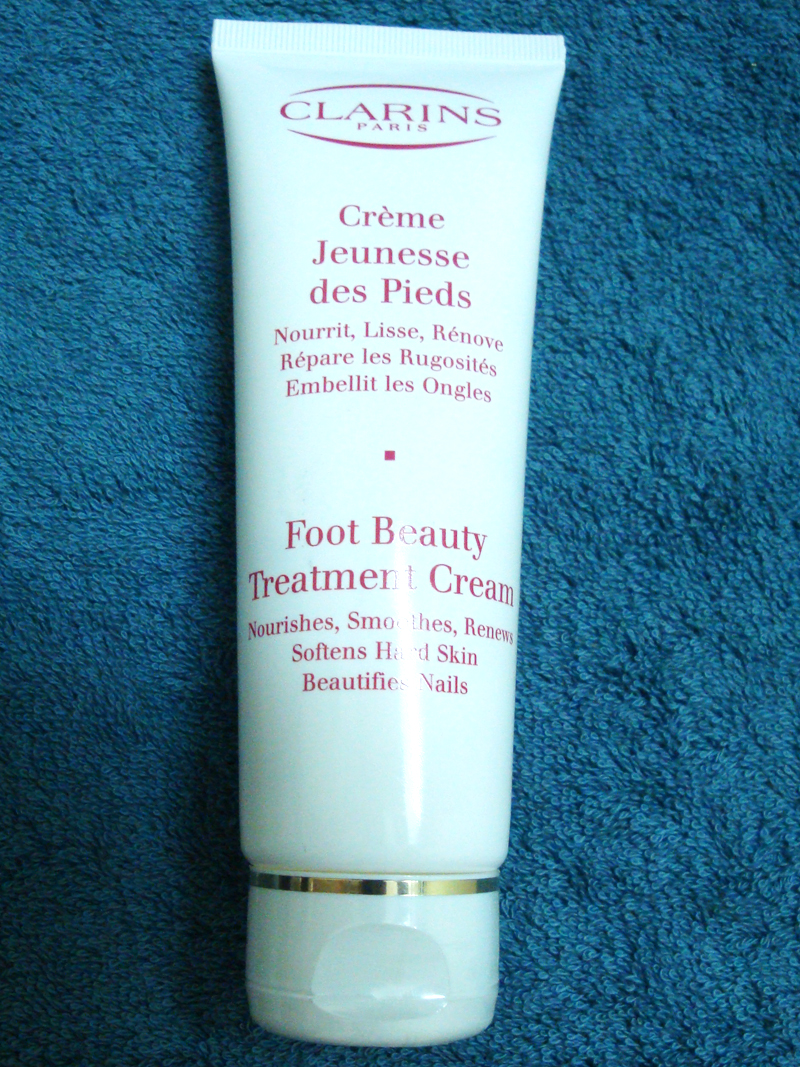 CLARINS
PARIS
Crème
Jeunesse
des Pieds
Nourrit, Lisse, Rénove
Répare les Rugosités
Embellit les Ongles
Foot Beauty
Treatment Cream
Nourishes, Smoothes, Renews
Softens Hard Skin
Beautifies Nails